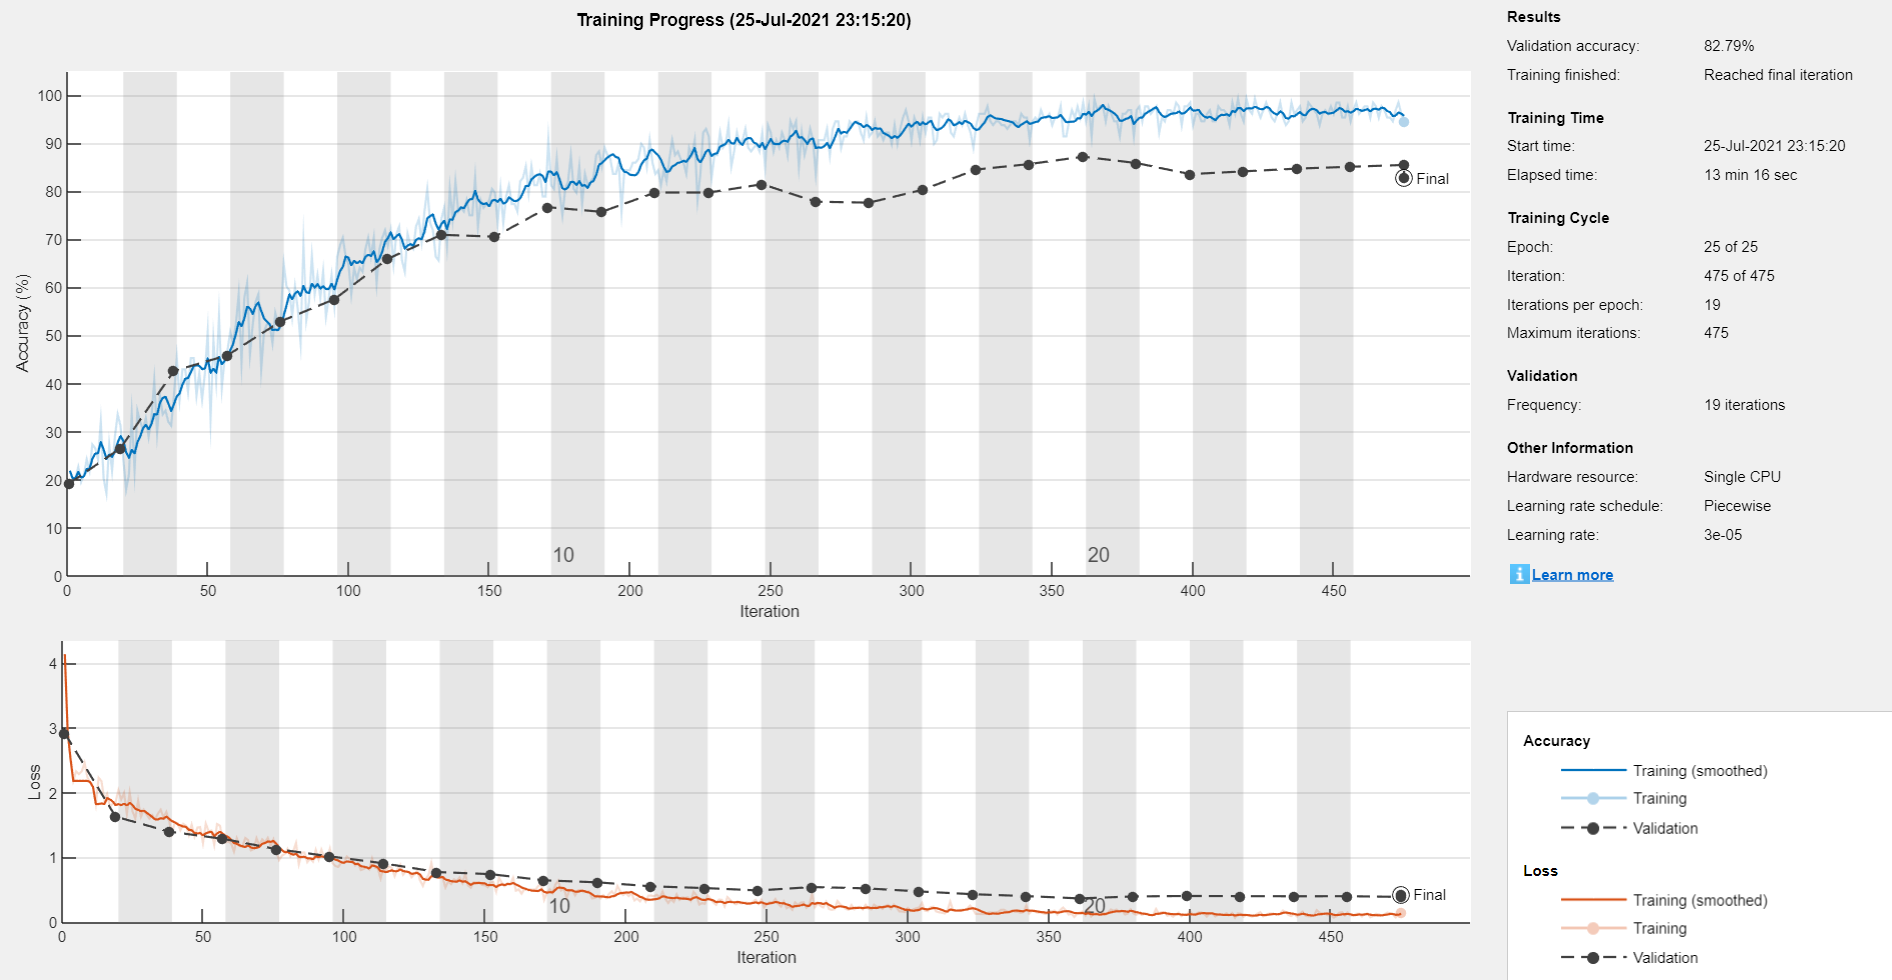 Training Progress (25-Jul-2021 23:15:20)
100
90
80
70
60
50
40
30
20
10
0
Accuracy (%)
Final
10
20
0 50 100 150 200 250 300 350 400 450
Iteration
4
3
2
1
0
Loss
Final
10
20
0 50 100 150 200 250 300 350 400 450
Iteration
Results
Validation accuracy: 82.79%
Training finished: Reached final iteration
Training Time
Start time: 25-Jul-2021 23:15:20
Elapsed time: 13 min 16 sec
Training Cycle
Epoch: 25 of 25
Iteration: 475 of 475
Iterations per epoch: 19
Maximum iterations: 475
Validation
Frequency: 19 iterations
Other Information
Hardware resource: Single CPU
Learning rate schedule: Piecewise
Learning rate: 3e-05
i Learn more
Accuracy
Training (smoothed)
Training
Validation
Loss
Training (smoothed)
Training
Validation